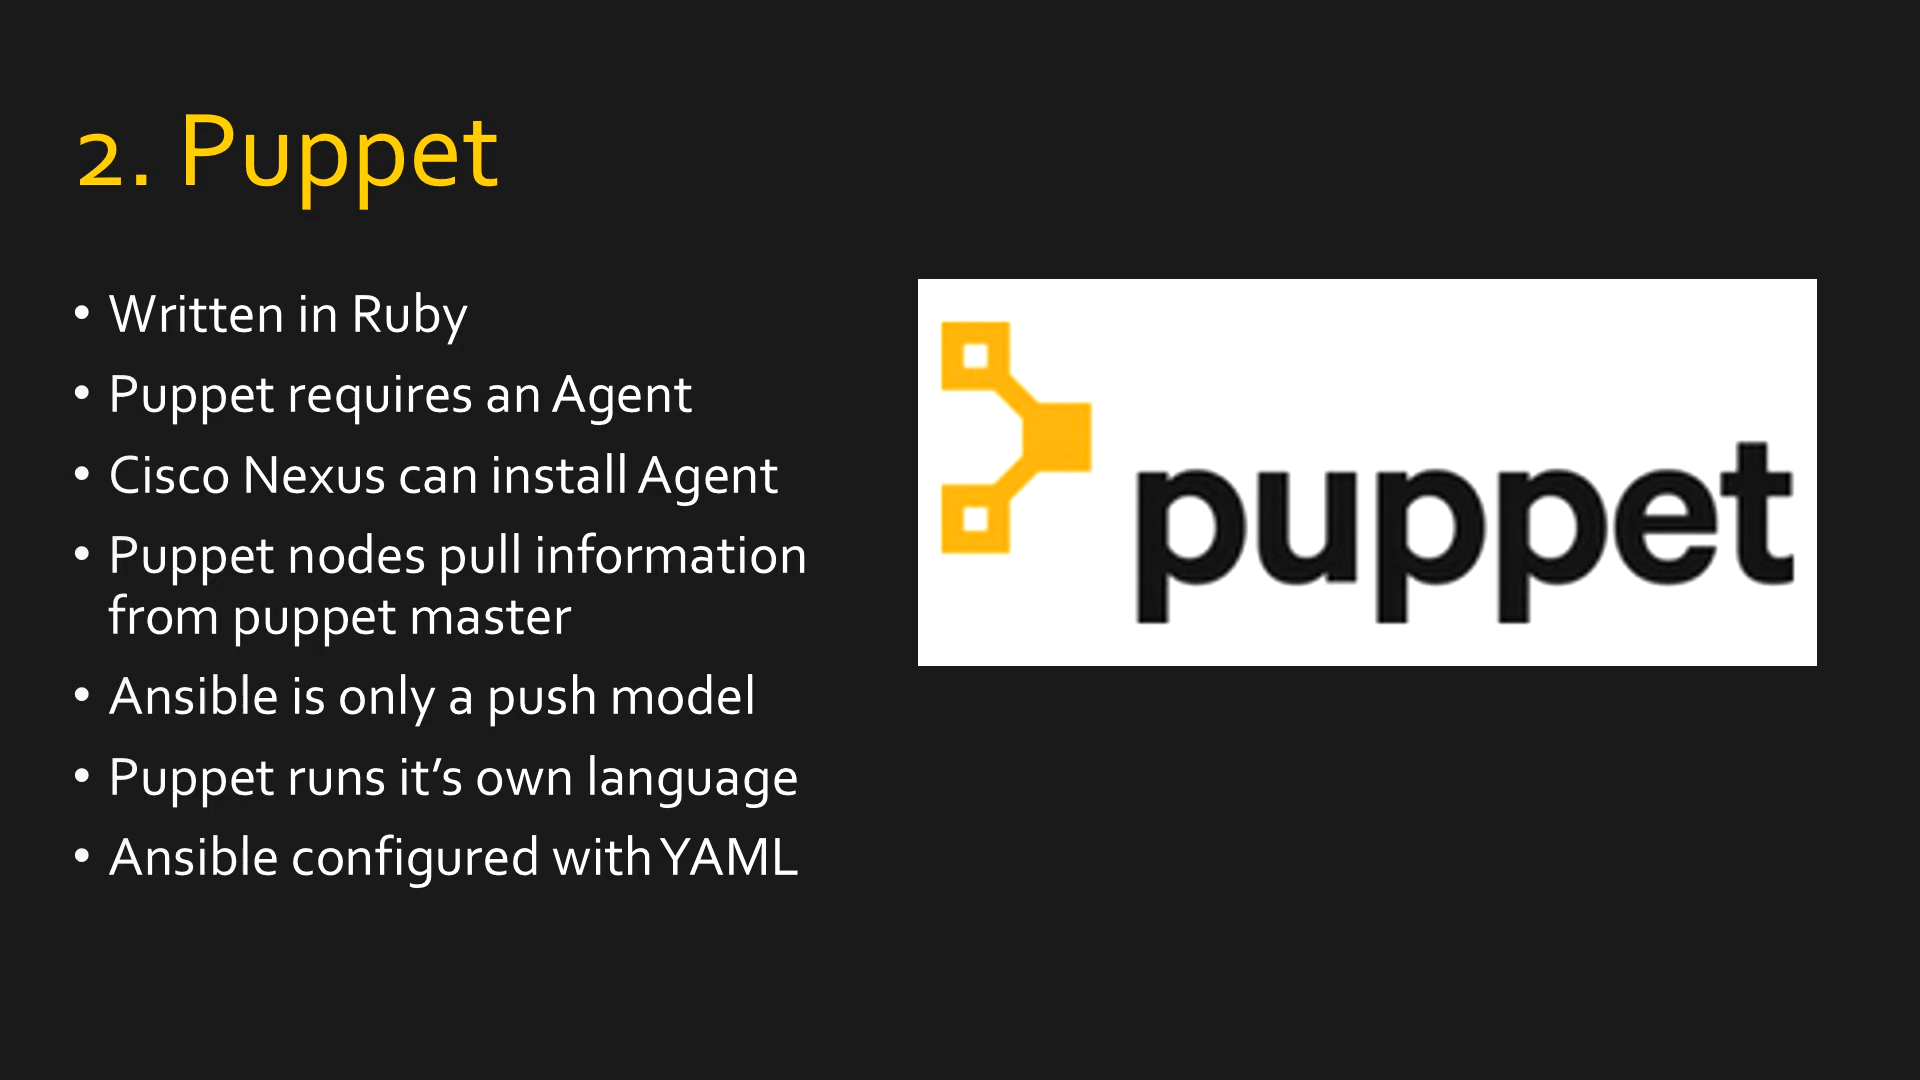 2. Puppet
• Written in Ruby
• Puppet requires an Agent
• Cisco Nexus can install Agent
• Puppet nodes pull information
from puppet master
• Ansible is only a push model
• Puppet runs it’s own language
• Ansible configured with YAML
puppet